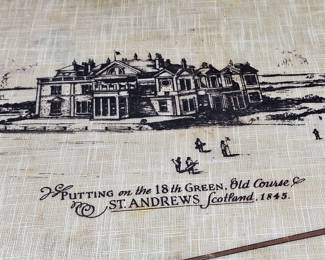 PUTTING on the 18th GREEN, Old Course
ST. ANDREWS Scotland, 1845.